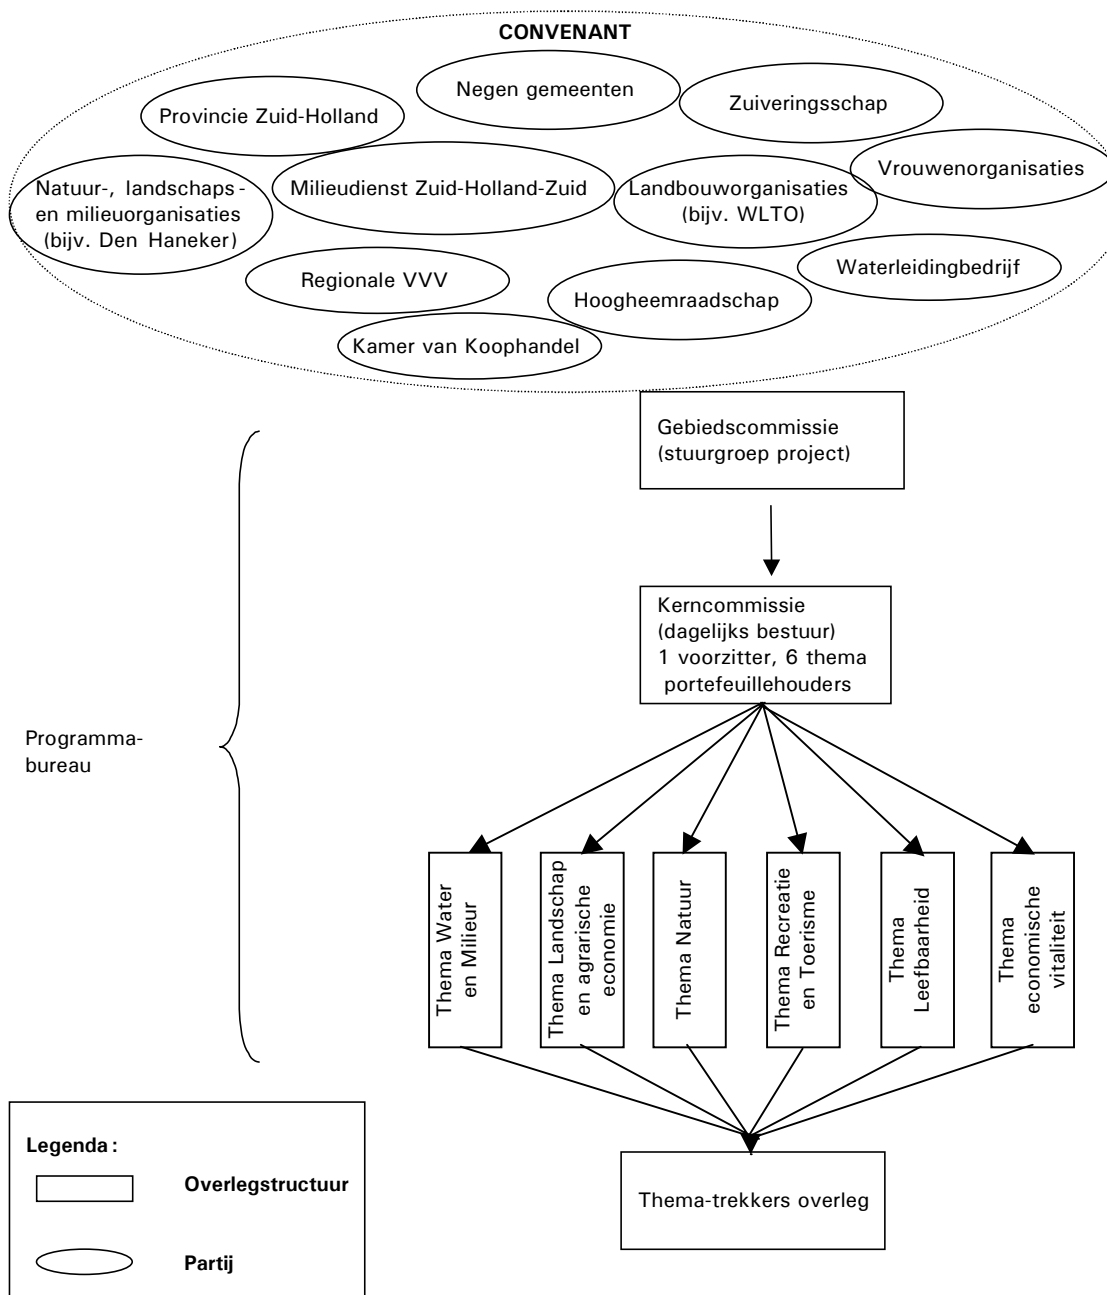 CONVENANT
Negen gemeenten
Zuiveringsschap
Provincie Zuid-Holland
Vrouwenorganisaties
Natuur-, landschaps-
en milieuorganisaties
(bijv. Den Haneker)
Milieudienst Zuid-Holland-Zuid
Landbouworganisaties
(bijv. WLTO)
Waterleidingbedrijf
Regionale VVV
Hoogheemraadschap
Kamer van Koophandel
Gebiedscommissie
(stuurgroep project)
Kerncommissie
(dagelijks bestuur)
1 voorzitter, 6 thema
portefeuillehouders
Programma-
bureau
Thema Water
en Milieur
Thema Landschap
en agrarische
economie
Thema Natuur
Thema Recreatie
en Toerisme
Thema
Leefbaarheid
Thema
economische
vitaliteit
Thema-trekkers overleg
Legenda:
Overlegstructuur
Partij